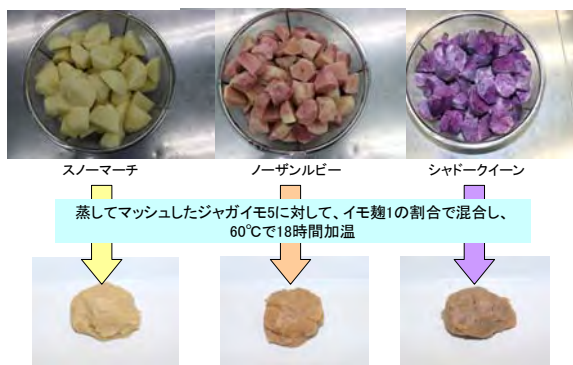 スノーマーチ
ノーザンルビー
シャドークイーン
蒸してマッシュしたジャガイモ5に対して、イモ麹1の割合で混合し、
60℃で18時間加温